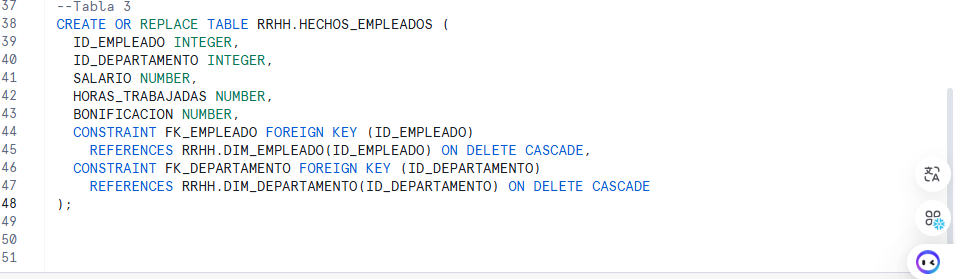 37 --Tabla 3
38 CREATE OR REPLACE TABLE RRHH.HECHOS_EMPLEADOS (
39 ID_EMPLEADO INTEGER,
40 ID_DEPARTAMENTO INTEGER,
41 SALARIO NUMBER,
42 HORAS_TRABAJADAS NUMBER,
43 BONIFICACION NUMBER,
44 CONSTRAINT FK_EMPLEADO FOREIGN KEY (ID_EMPLEADO)
45 REFERENCES RRHH.DIM_EMPLEADO(ID_EMPLEADO) ON DELETE CASCADE,
46 CONSTRAINT FK_DEPARTAMENTO FOREIGN KEY (ID_DEPARTAMENTO)
47 REFERENCES RRHH.DIM_DEPARTAMENTO(ID_DEPARTAMENTO) ON DELETE CASCADE
48 );
49
50
51